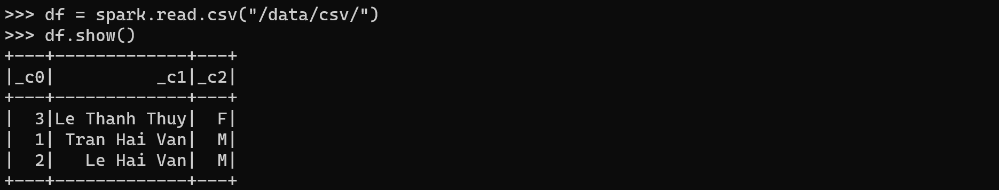 >>> df = spark.read.csv("/data/csv/")
>>> df.show()
+---+-------------+---+
|_c0|          _c1|_c2|
+---+-------------+---+
|  3|Le Thanh Thuy|  F|
|  1| Tran Hai Van|  M|
|  2|   Le Hai Van|  M|
+---+-------------+---+